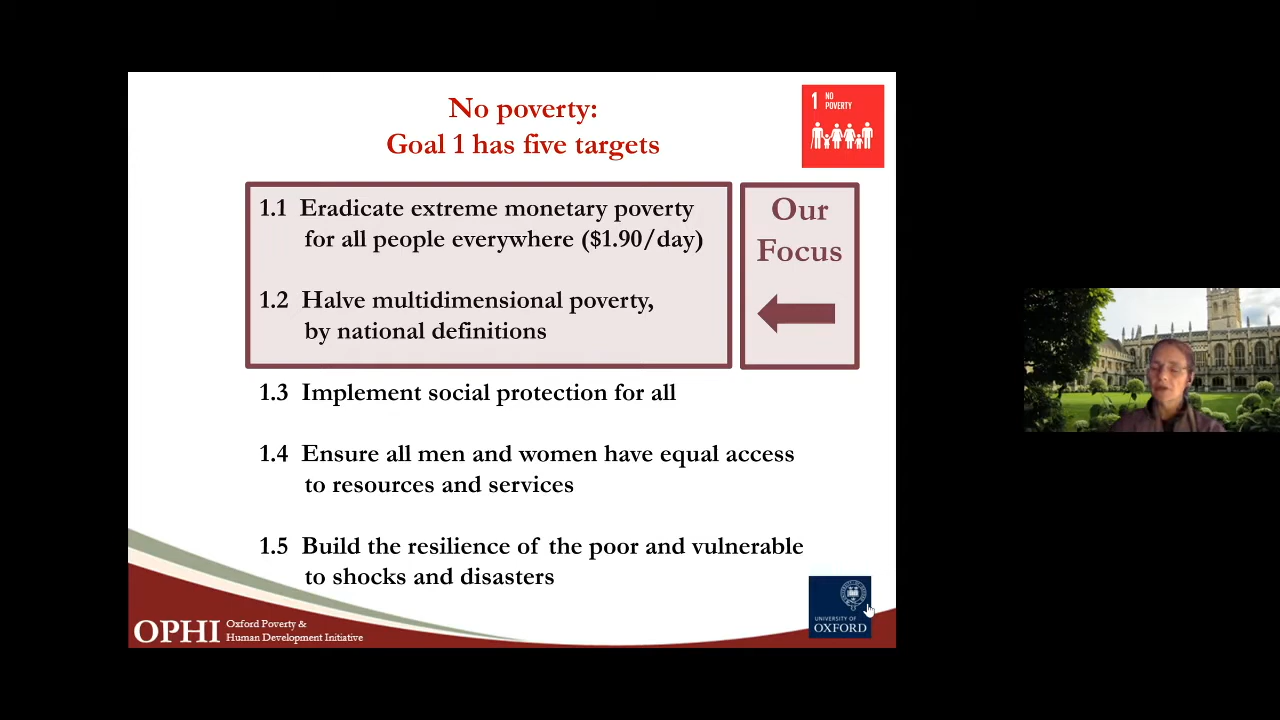 No poverty:
Goal 1 has five targets
1 NO
POVERTY
1.1 Eradicate extreme monetary poverty
for all people everywhere ($1.90/day)
1.2 Halve multidimensional poverty,
by national definitions
Our
Focus
1.3 Implement social protection for all
1.4 Ensure all men and women have equal access
to resources and services
1.5 Build the resilience of the poor and vulnerable
to shocks and disasters
OPHI
Oxford Poverty &
Human Development Initiative
UNIVERSITY OF
OXFORD